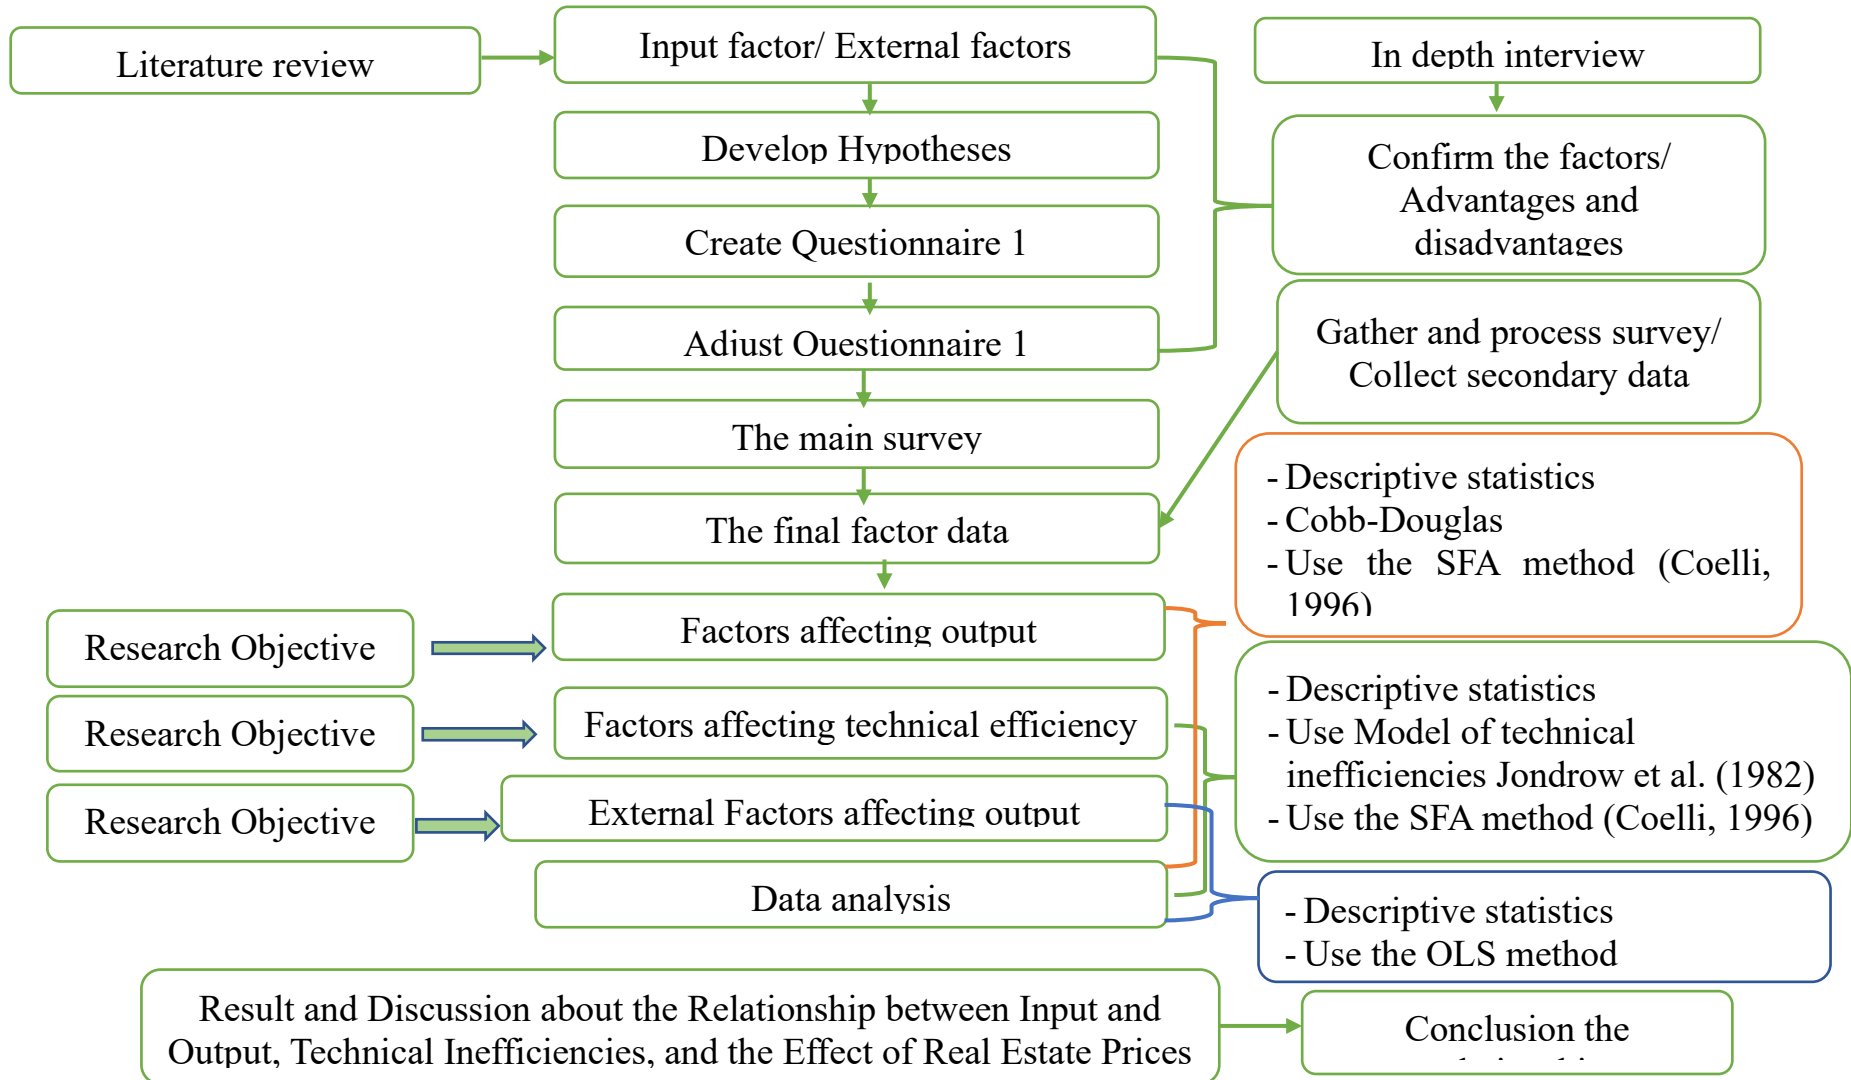 Literature review
Input factor/ External factors
In depth interview
Develop Hypotheses
Confirm the factors/
Advantages and
disadvantages
Create Questionnaire 1
Adjust Questionnaire 1
Gather and process survey/
Collect secondary data
The main survey
The final factor data
- Descriptive statistics
- Cobb-Douglas
- Use the SFA method (Coelli,
1996)
Research Objective
Factors affecting output
Research Objective
Factors affecting technical efficiency
- Descriptive statistics
- Use Model of technical
inefficiencies Jondrow et al. (1982)
- Use the SFA method (Coelli, 1996)
Research Objective
External Factors affecting output
Data analysis
- Descriptive statistics
- Use the OLS method
Result and Discussion about the Relationship between Input and
Output, Technical Inefficiencies, and the Effect of Real Estate Prices
Conclusion the